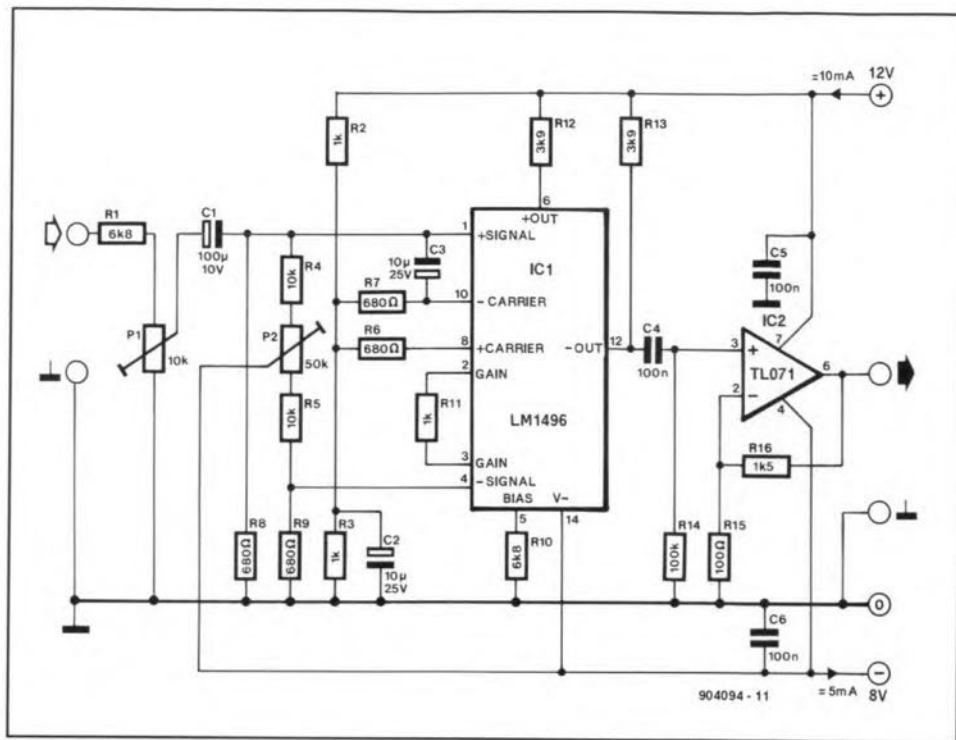 =10mA
12V
+
R2
1k
R12
3k9
R13
3k9
6
+OUT
R1
6k8
C1
100µ
10V
1
+SIGNAL
C3
10µ
25V
IC1
R4
10k
R7
680Ω
10
- CARRIER
C5
100n
P1
10k
P2
50k
R6
680Ω
8
+CARRIER
12
-OUT
C4
100n
IC2
3
+
7
TL071
6
2
-
4
2
GAIN
R11
1k
LM1496
R5
10k
3
GAIN
4
-SIGNAL
R16
1k5
BIAS
V-
5
14
R8
680Ω
R9
680Ω
R3
1k
C2
10µ
25V
R10
6k8
R14
100k
R15
100Ω
0
C6
100n
904094 - 11
= 5mA
-
8V